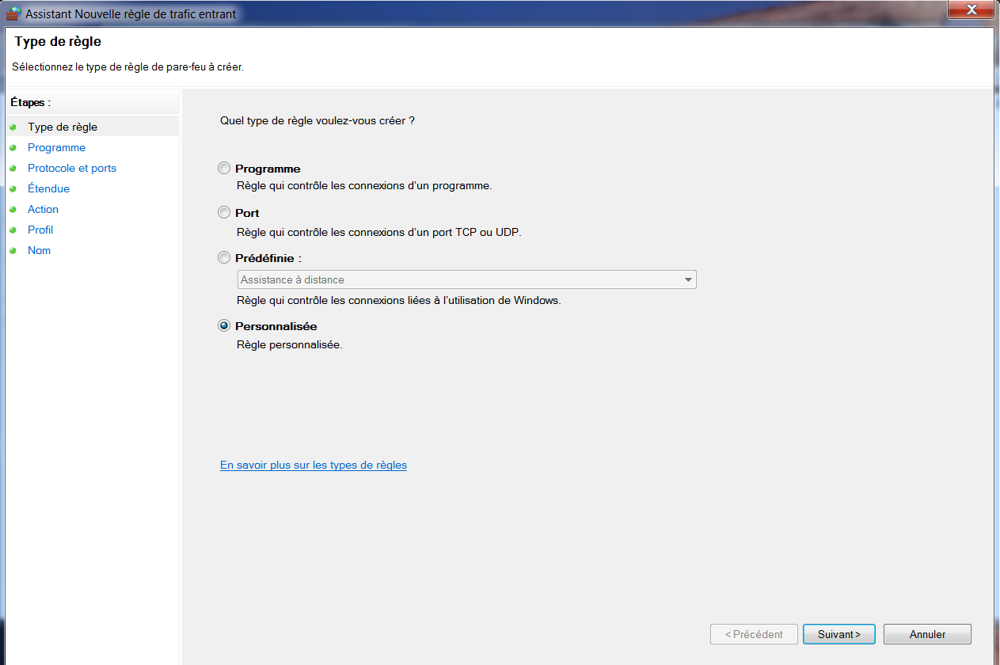 Assistant Nouvelle règle de trafic entrant
Type de règle
Sélectionnez le type de règle de pare-feu à créer.
Étapes :
Type de règle
Programme
Protocole et ports
Étendue
Action
Profil
Nom
Quel type de règle voulez-vous créer ?
Programme
Règle qui contrôle les connexions d’un programme.
Port
Règle qui contrôle les connexions d’un port TCP ou UDP.
Prédéfinie :
Assistance à distance
Règle qui contrôle les connexions liées à l’utilisation de Windows.
Personnalisée
Règle personnalisée.
En savoir plus sur les types de règles
< Précédent Suivant > Annuler